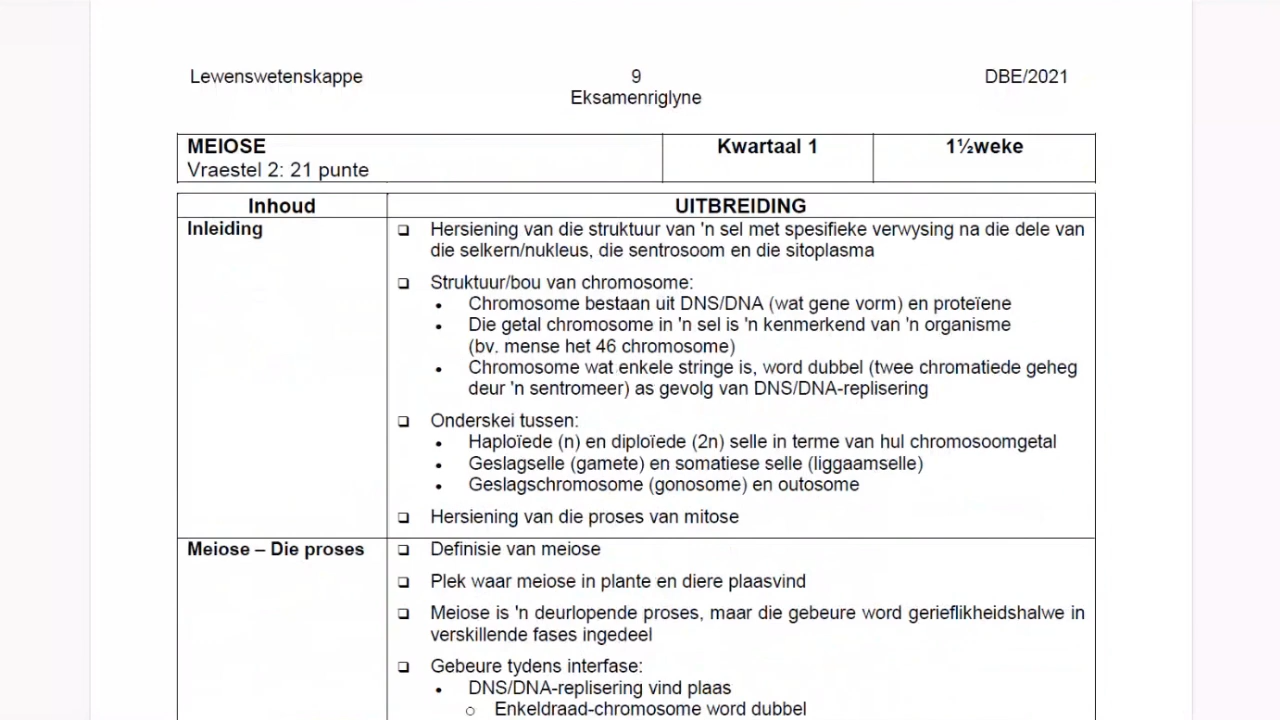 Lewenswetenskappe 9 DBE/2021
Eksamenriglyne
MEIOSE Kwartaal 1 1½weke
Vraestel 2: 21 punte
Inhoud UITBREIDING
Inleiding ❑ Hersiening van die struktuur van 'n sel met spesifieke verwysing na die dele van
die selkern/nukleus, die sentrosoom en die sitoplasma
❑ Struktuur/bou van chromosome:
• Chromosome bestaan uit DNS/DNA (wat gene vorm) en proteïene
• Die getal chromosome in 'n sel is 'n kenmerkend van 'n organisme
(bv. mense het 46 chromosome)
• Chromosome wat enkele stringe is, word dubbel (twee chromatiede geheg
deur 'n sentromeer) as gevolg van DNS/DNA-replisering
❑ Onderskei tussen:
• Haploïede (n) en diploïede (2n) selle in terme van hul chromosoomgetal
• Geslagselle (gamete) en somatiese selle (liggaamselle)
• Geslagschromosome (gonosome) en outosome
❑ Hersiening van die proses van mitose
Meiose – Die proses ❑ Definisie van meiose
❑ Plek waar meiose in plante en diere plaasvind
❑ Meiose is 'n deurlopende proses, maar die gebeure word gerieflikheidshalwe in
verskillende fases ingedeel
❑ Gebeure tydens interfase:
• DNS/DNA-replisering vind plaas
○ Enkeldraad-chromosome word dubbel